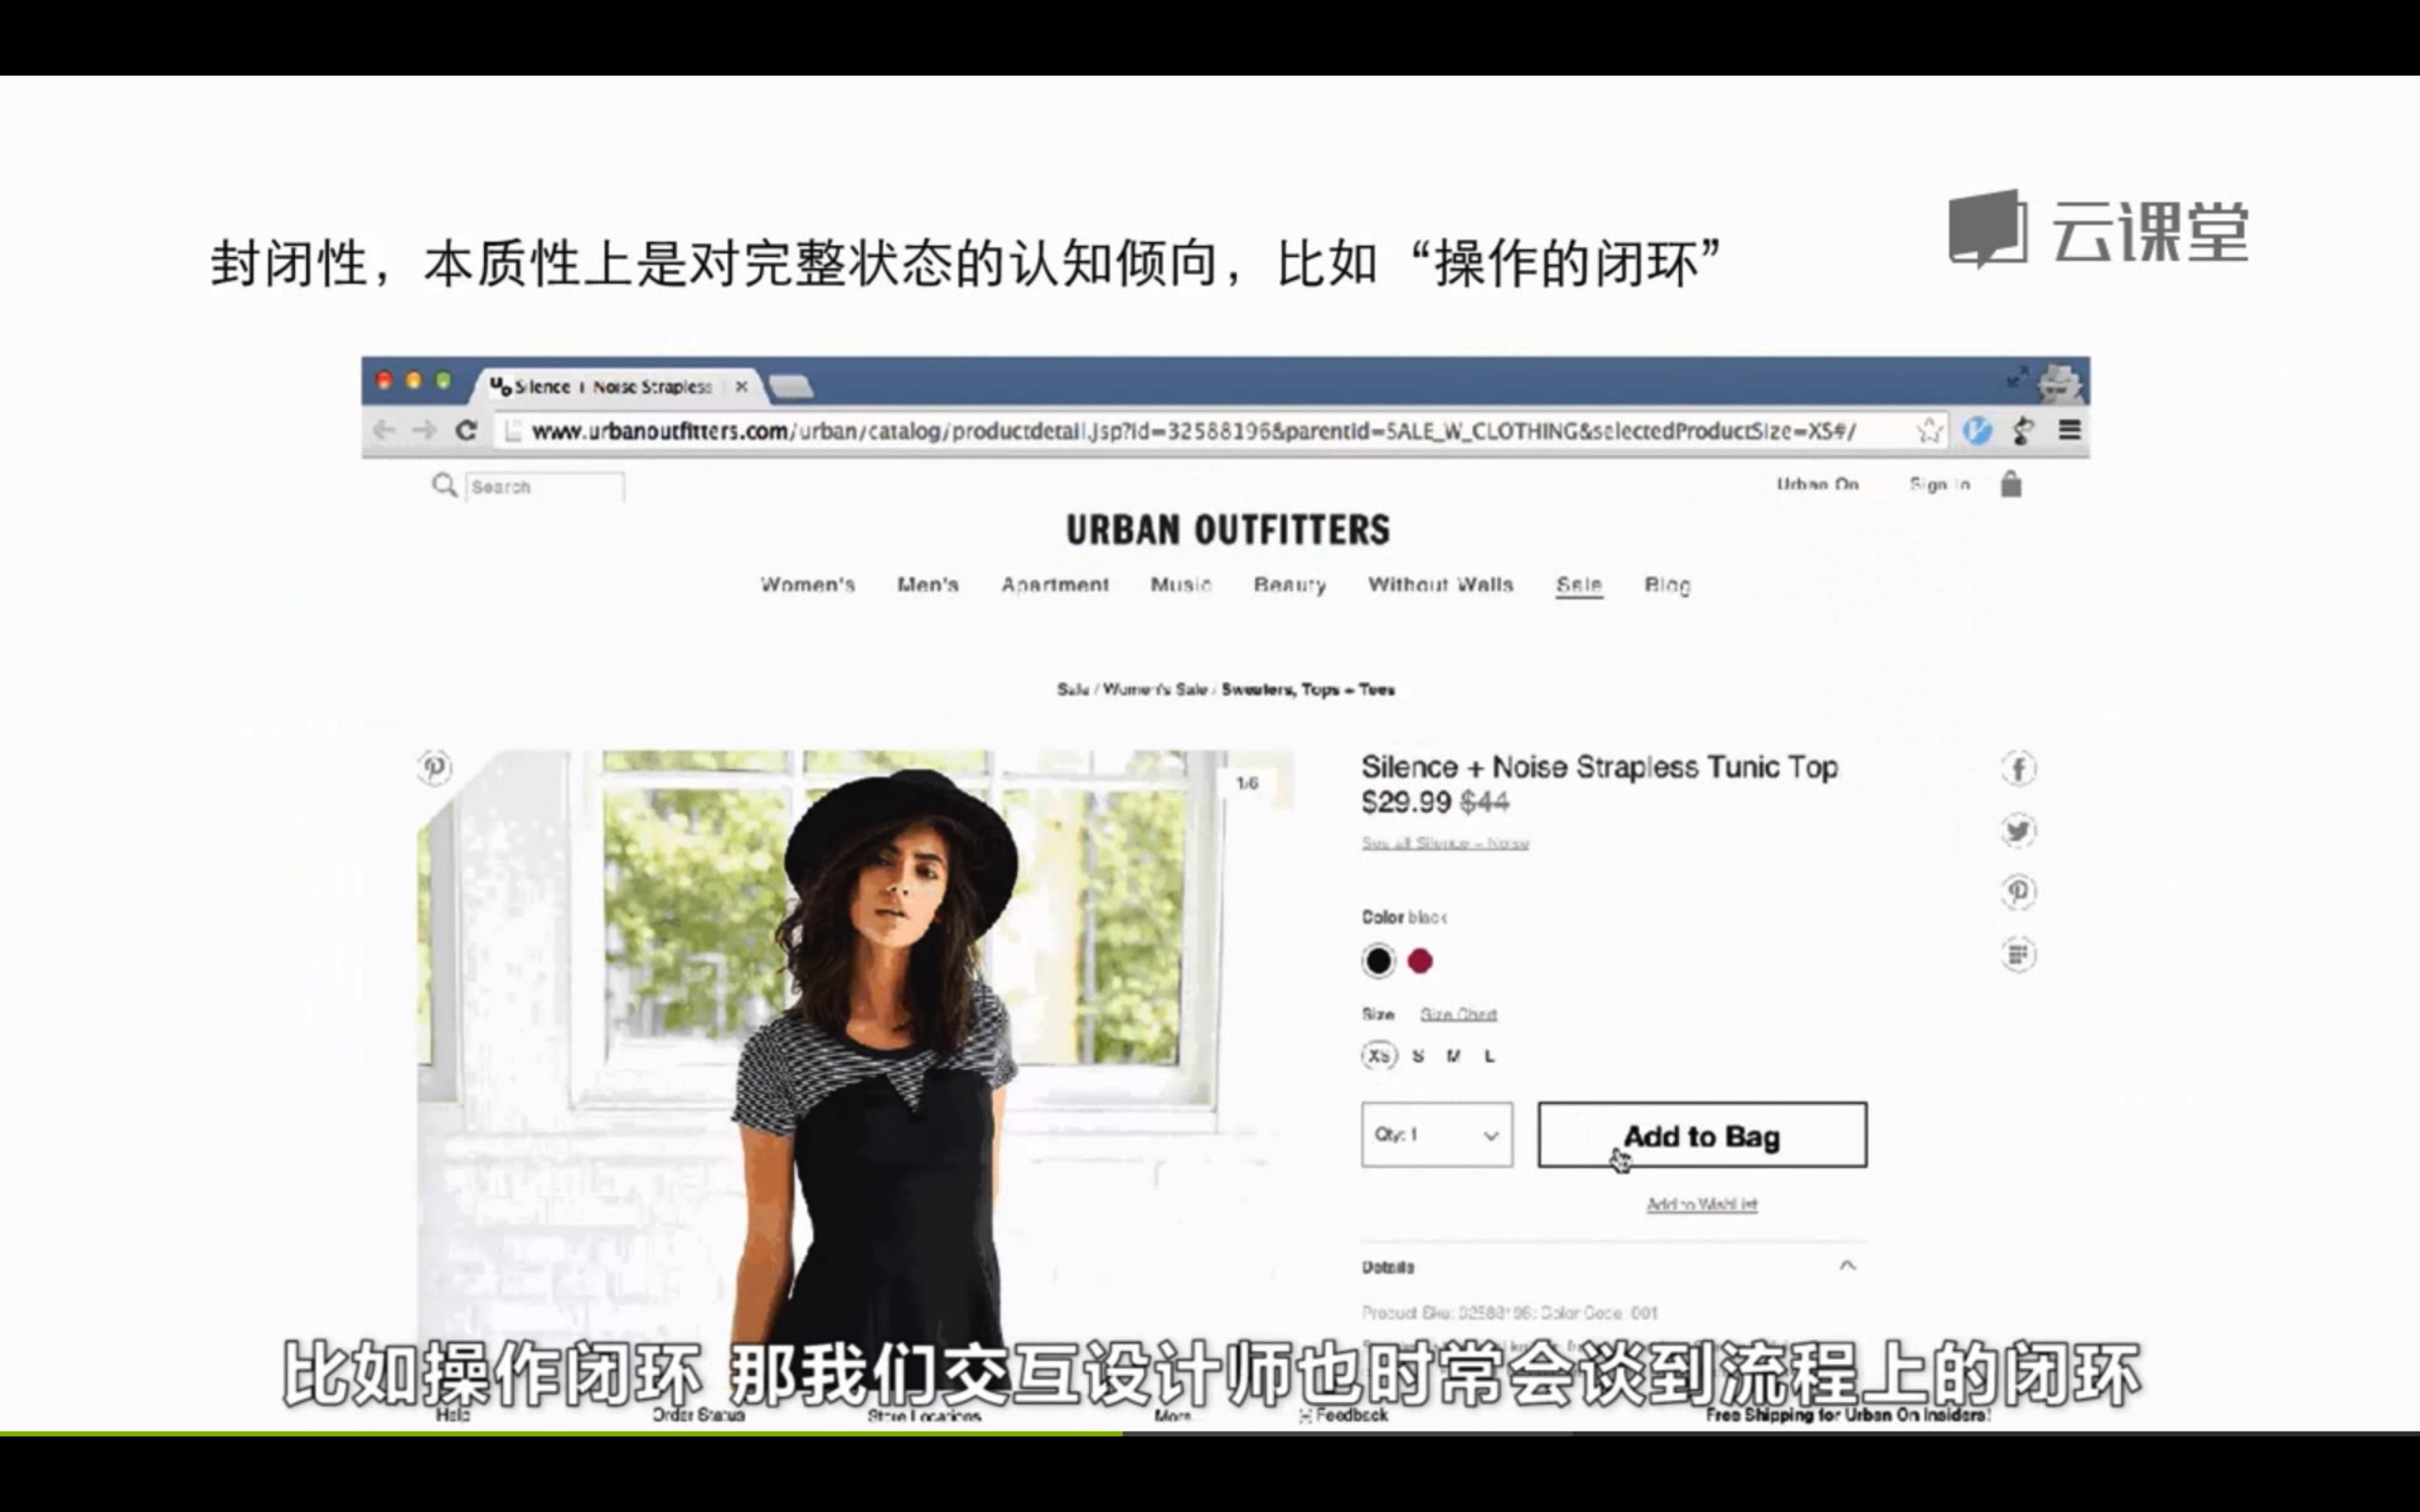 封闭性，本质性上是对完整状态的认知倾向，比如“操作的闭环”
云课堂
Silence + Noise Strapless
www.urbanoutfitters.com/urban/catalog/productdetail.jsp?id=32588196&parentid=SALE_W_CLOTHING&selectedProductSize=XS#/
Search
Urban On Sign In
URBAN OUTFITTERS
Women's Men's Apartment Music Beauty Without Walls Sale Blog
Sale / Women's Sale / Sweaters, Tops + Tees
1/6
Silence + Noise Strapless Tunic Top
$29.99 $44
See all Silence + Noise
Color black
Size Size Chart
XS S M L
Qty: 1
Add to Bag
Add to Wishlist
Details
Product Sku: 32588196; Color Code: 001
比如操作闭环 那我们交互设计师也时常会谈到流程上的闭环
Help Order Status Store Locations More... Feedback Free Shipping for Urban On Insiders!